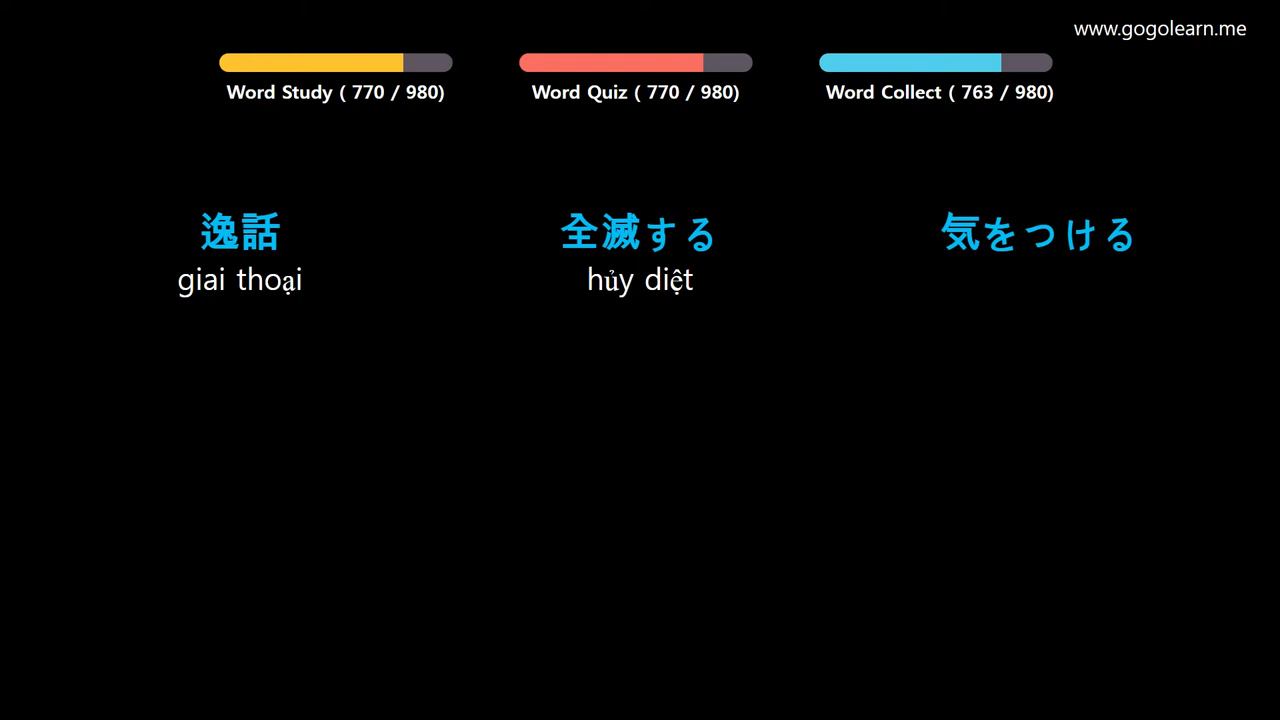 www.gogolearn.me
Word Study ( 770 / 980)
Word Quiz ( 770 / 980)
Word Collect ( 763 / 980)
逸話
giai thoại
全滅する
hủy diệt
気をつける